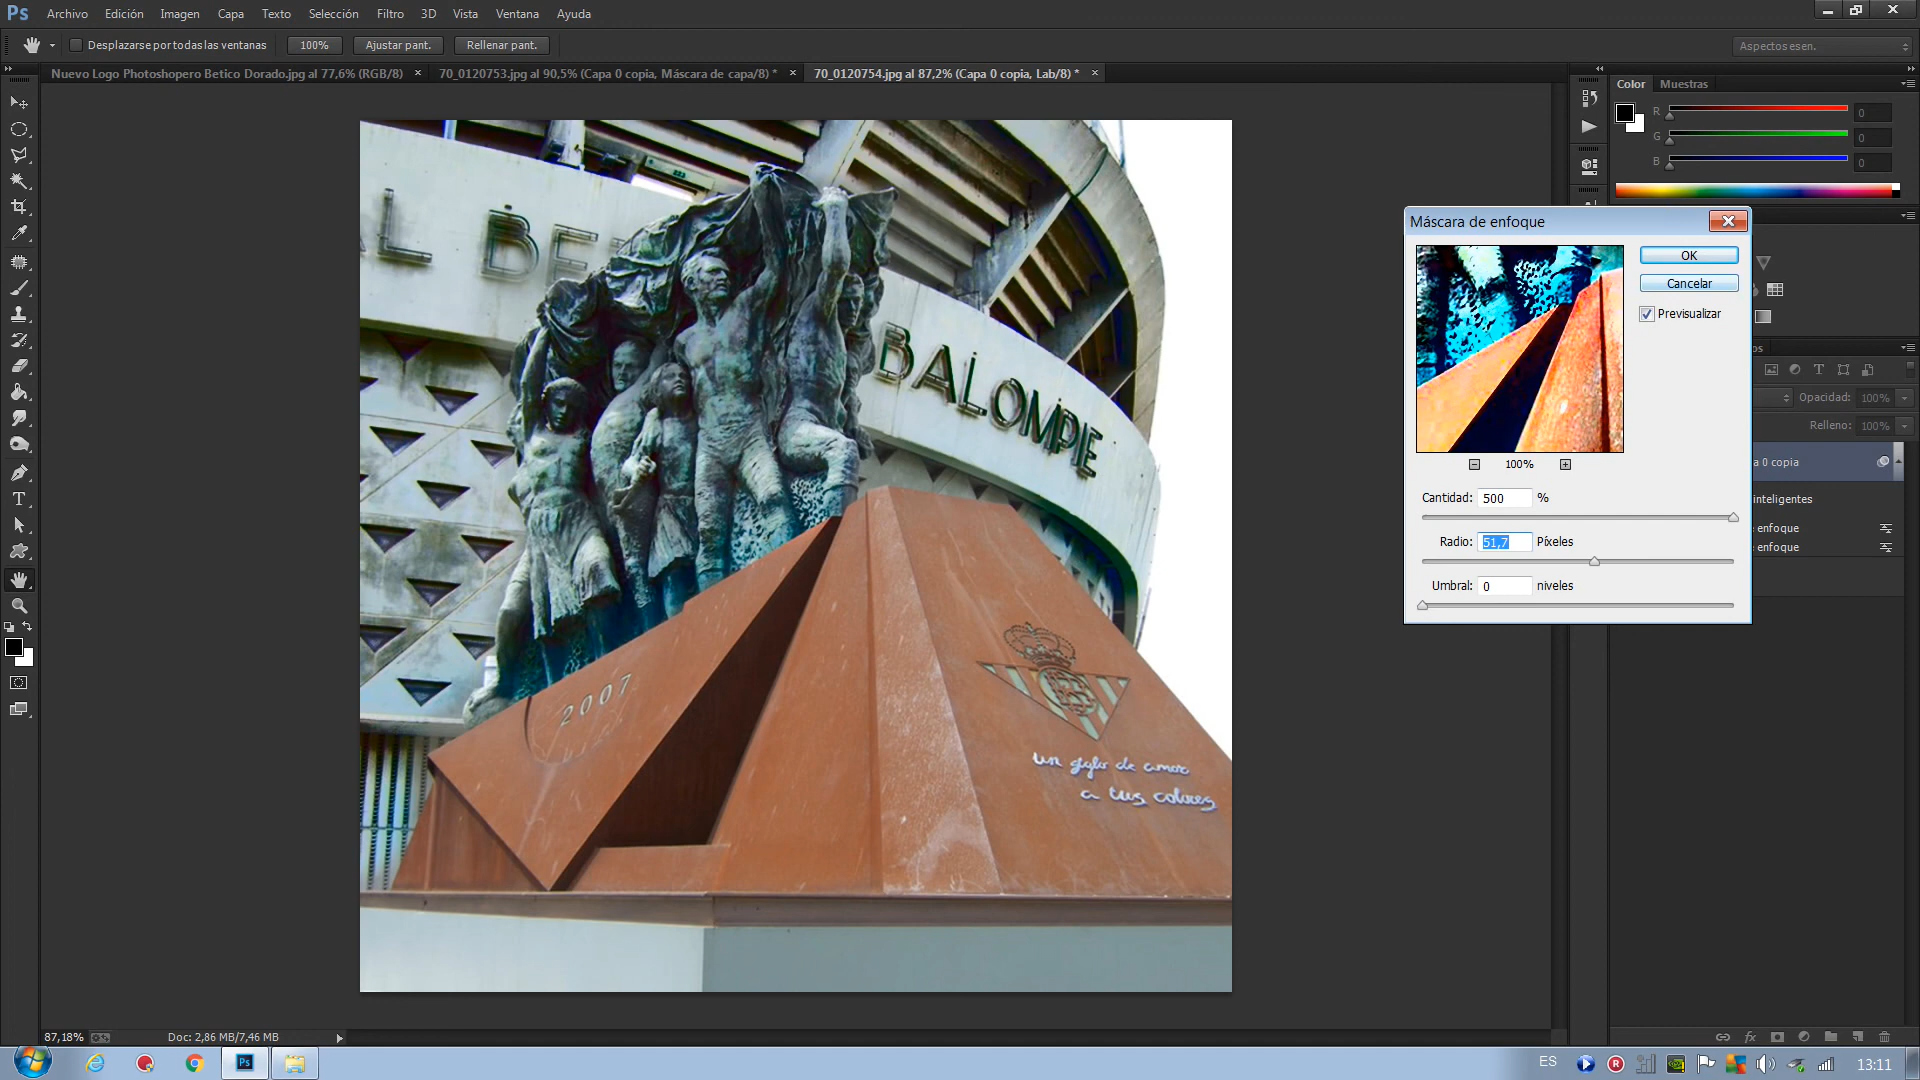 Ps Archivo Edición Imagen Capa Texto Selección Filtro 3D Vista Ventana Ayuda
Desplazarse por todas las ventanas 100% Ajustar pant. Rellenar pant. Aspectos esen.
Nuevo Logo Photoshopero Betico Dorado.jpg al 77,6% (RGB/8) × 70_0120753.jpg al 90,5% (Capa 0 copia, Máscara de capa/8) * × 70_0120754.jpg al 87,2% (Capa 0 copia, Lab/8) * ×
Color Muestras
R 0
G 0
B 0
AL BE
BALOMPIE
2007
un siglo de amor
a tus colores
Máscara de enfoque
OK
Cancelar
Previsualizar
100%
Cantidad: 500 %
Radio: 51,7 Píxeles
Umbral: 0 niveles
os
T
Opacidad: 100%
Relleno: 100%
a 0 copia
inteligentes
e enfoque
e enfoque
fx
87,18% Doc: 2,86 MB/7,46 MB
Ps ES R 13:11